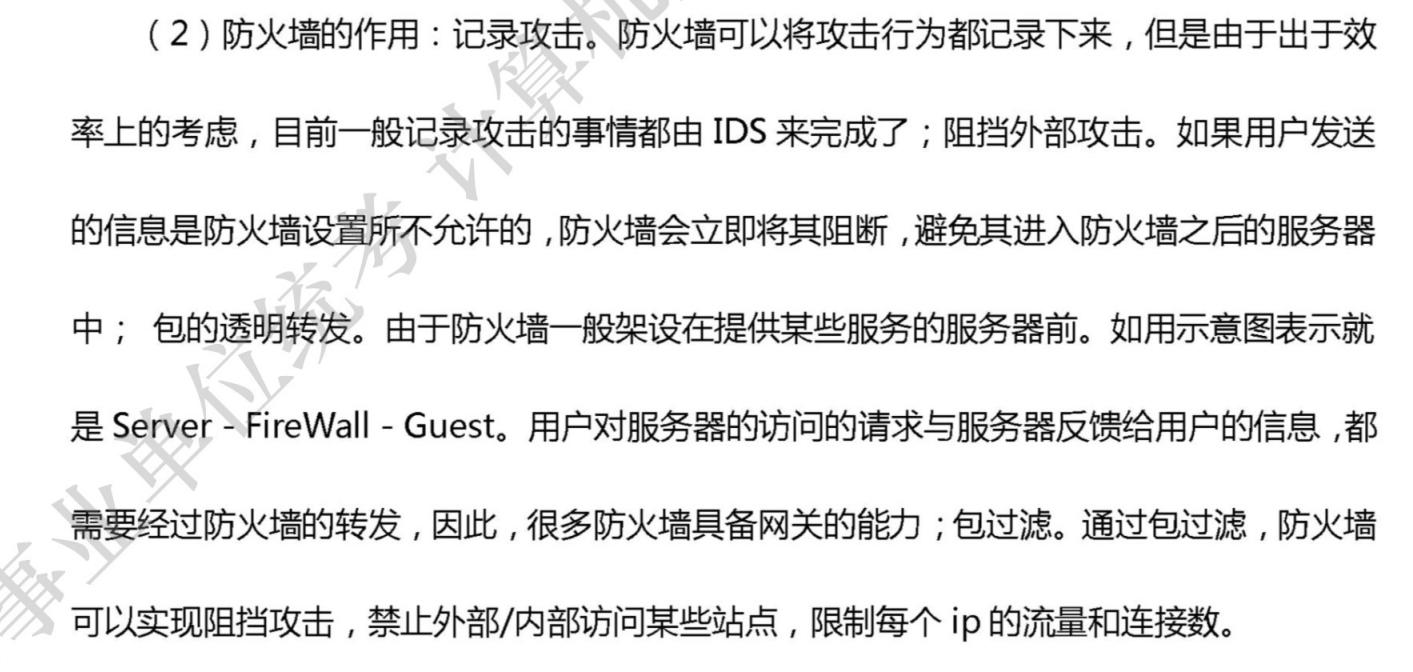 （2）防火墙的作用：记录攻击。防火墙可以将攻击行为都记录下来，但是由于出于效
率上的考虑，目前一般记录攻击的事情都由 IDS 来完成了；阻挡外部攻击。如果用户发送
的信息是防火墙设置所不允许的，防火墙会立即将其阻断，避免其进入防火墙之后的服务器
中； 包的透明转发。由于防火墙一般架设在提供某些服务的服务器前。如用示意图表示就
是 Server - FireWall - Guest。用户对服务器的访问的请求与服务器反馈给用户的信息，都
需要经过防火墙的转发，因此，很多防火墙具备网关的能力；包过滤。通过包过滤，防火墙
可以实现阻挡攻击，禁止外部/内部访问某些站点，限制每个 ip 的流量和连接数。
事业单位统考 计算机